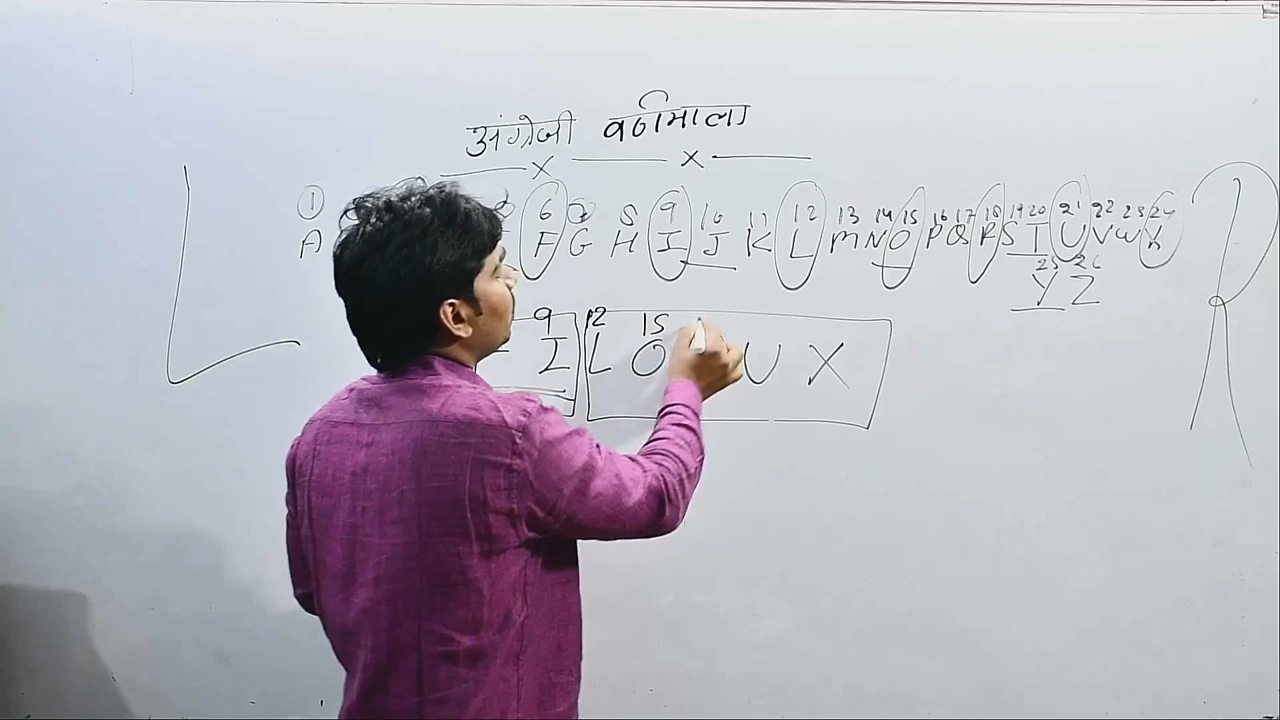 अंग्रेजी वर्णमाला
1 6 8 9 10 11 12 13 14 15 16 17 18 19 20 21 22 23 24
A F G H I J K L M N O P Q R S T U V W X
25 26
Y Z
9 12 15
I L O U X
L
R